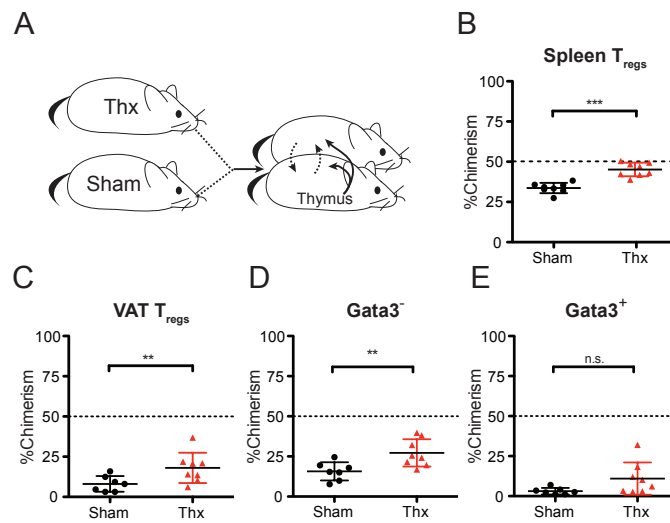 A
Thx
Sham
Thymus
B
Spleen T_regs
%Chimerism
100
75
50
25
0
***
Sham
Thx
C
VAT T_regs
%Chimerism
100
75
50
25
0
**
Sham
Thx
D
Gata3⁻
%Chimerism
100
75
50
25
0
**
Sham
Thx
E
Gata3⁺
%Chimerism
100
75
50
25
0
n.s.
Sham
Thx